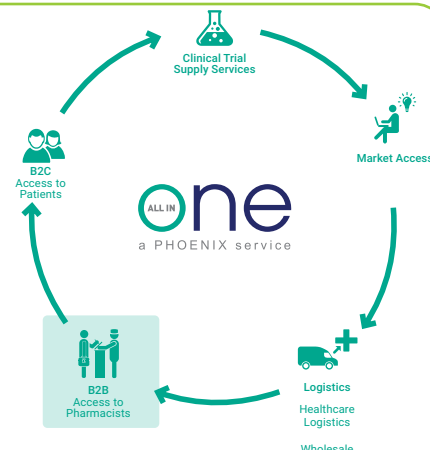 Clinical Trial
Supply Services
Market Access
B2C
Access to
Patients
ALL IN
one
a PHOENIX service
B2B
Access to
Pharmacists
Logistics
Healthcare
Logistics
Wholesale